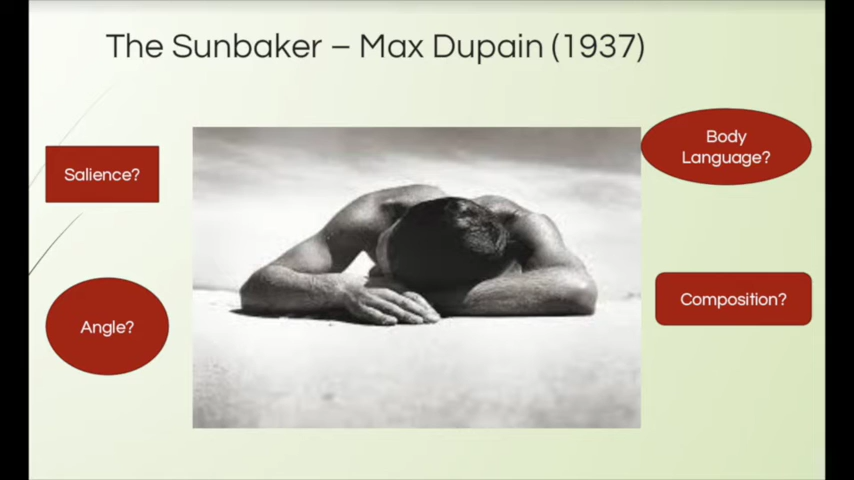 The Sunbaker – Max Dupain (1937)
Salience?
Body
Language?
Angle?
Composition?